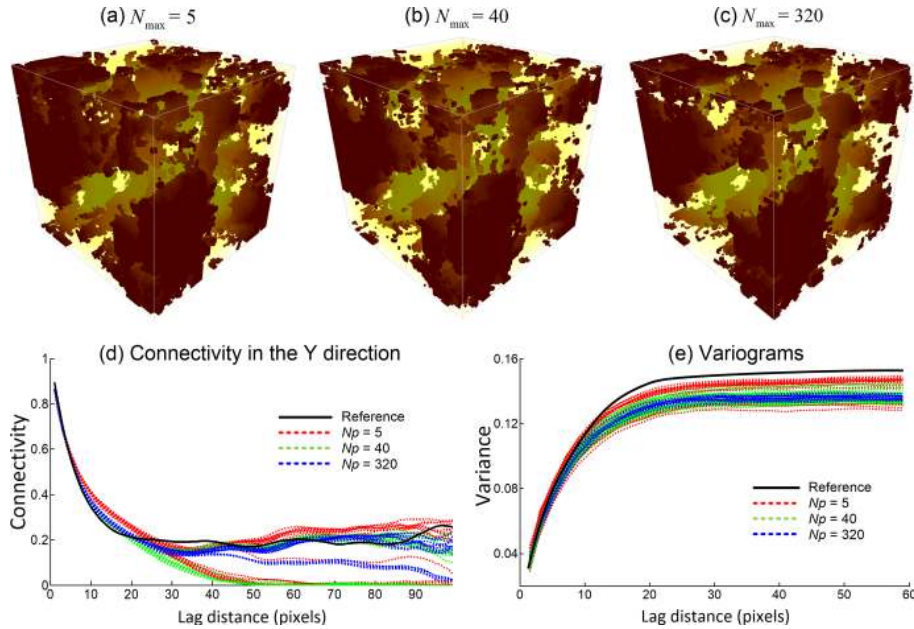 (a) Nmax = 5
(b) Nmax = 40
(c) Nmax = 320
(d) Connectivity in the Y direction
Connectivity
1
0.8
0.6
0.4
0.2
0
Reference
Np = 5
Np = 40
Np = 320
0 10 20 30 40 50 60 70 80 90
Lag distance (pixels)
(e) Variograms
Variance
0.16
0.12
0.08
0.04
Reference
Np = 5
Np = 40
Np = 320
0 10 20 30 40 50 60
Lag distance (pixels)